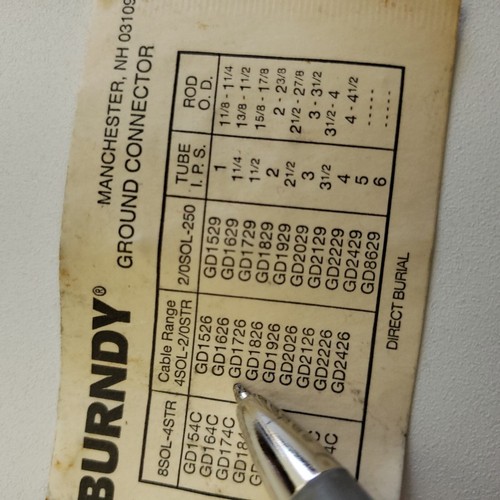 BURNDY® MANCHESTER, NH 03109
GROUND CONNECTOR
Cable Range TUBE ROD
8SOL-4STR 4SOL-2/0STR 2/0SOL-250 I.P.S. O.D.
GD154C GD1526 GD1529 1 11/8 - 11/4
GD164C GD1626 GD1629 11/4 13/8 - 11/2
GD174C GD1726 GD1729 11/2 15/8 - 17/8
GD1826 GD1829 2 2 - 23/8
GD1926 GD1929 21/2 21/2 - 27/8
GD2026 GD2029 3 3 - 31/2
GD2126 GD2129 31/2 31/2 - 4
GD2226 GD2229 4 4 - 41/2
GD2426 GD2429 5 -----
GD8629 6 -----
DIRECT BURIAL